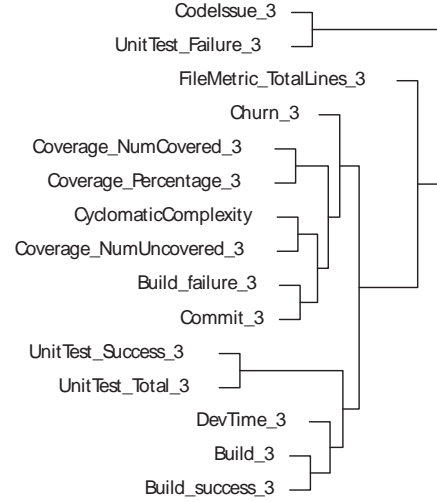 CodeIssue_3
UnitTest_Failure_3
FileMetric_TotalLines_3
Churn_3
Coverage_NumCovered_3
Coverage_Percentage_3
CyclomaticComplexity
Coverage_NumUncovered_3
Build_failure_3
Commit_3
UnitTest_Success_3
UnitTest_Total_3
DevTime_3
Build_3
Build_success_3